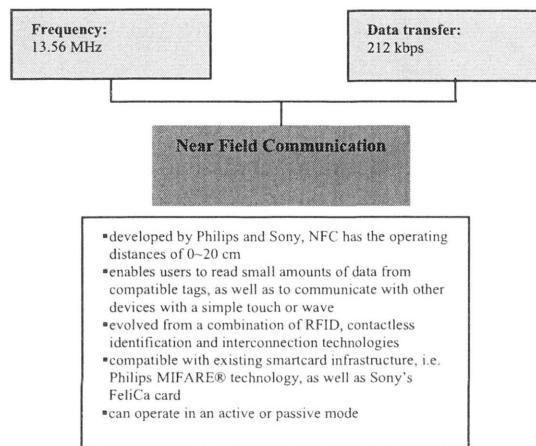 Frequency:
13.56 MHz
Data transfer:
212 kbps
Near Field Communication
▪developed by Philips and Sony, NFC has the operating
distances of 0~20 cm
▪enables users to read small amounts of data from
compatible tags, as well as to communicate with other
devices with a simple touch or wave
▪evolved from a combination of RFID, contactless
identification and interconnection technologies
▪compatible with existing smartcard infrastructure, i.e.
Philips MIFARE® technology, as well as Sony's
FeliCa card
▪can operate in an active or passive mode